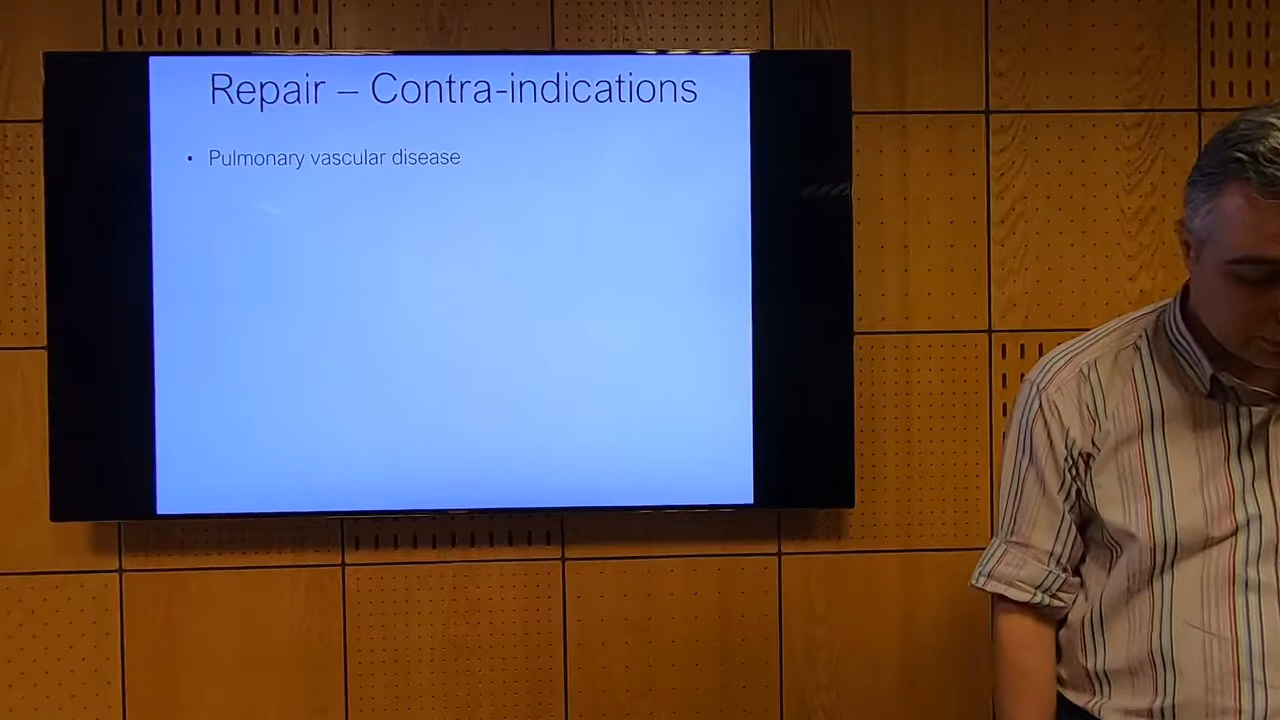 Repair – Contra-indications
• Pulmonary vascular disease